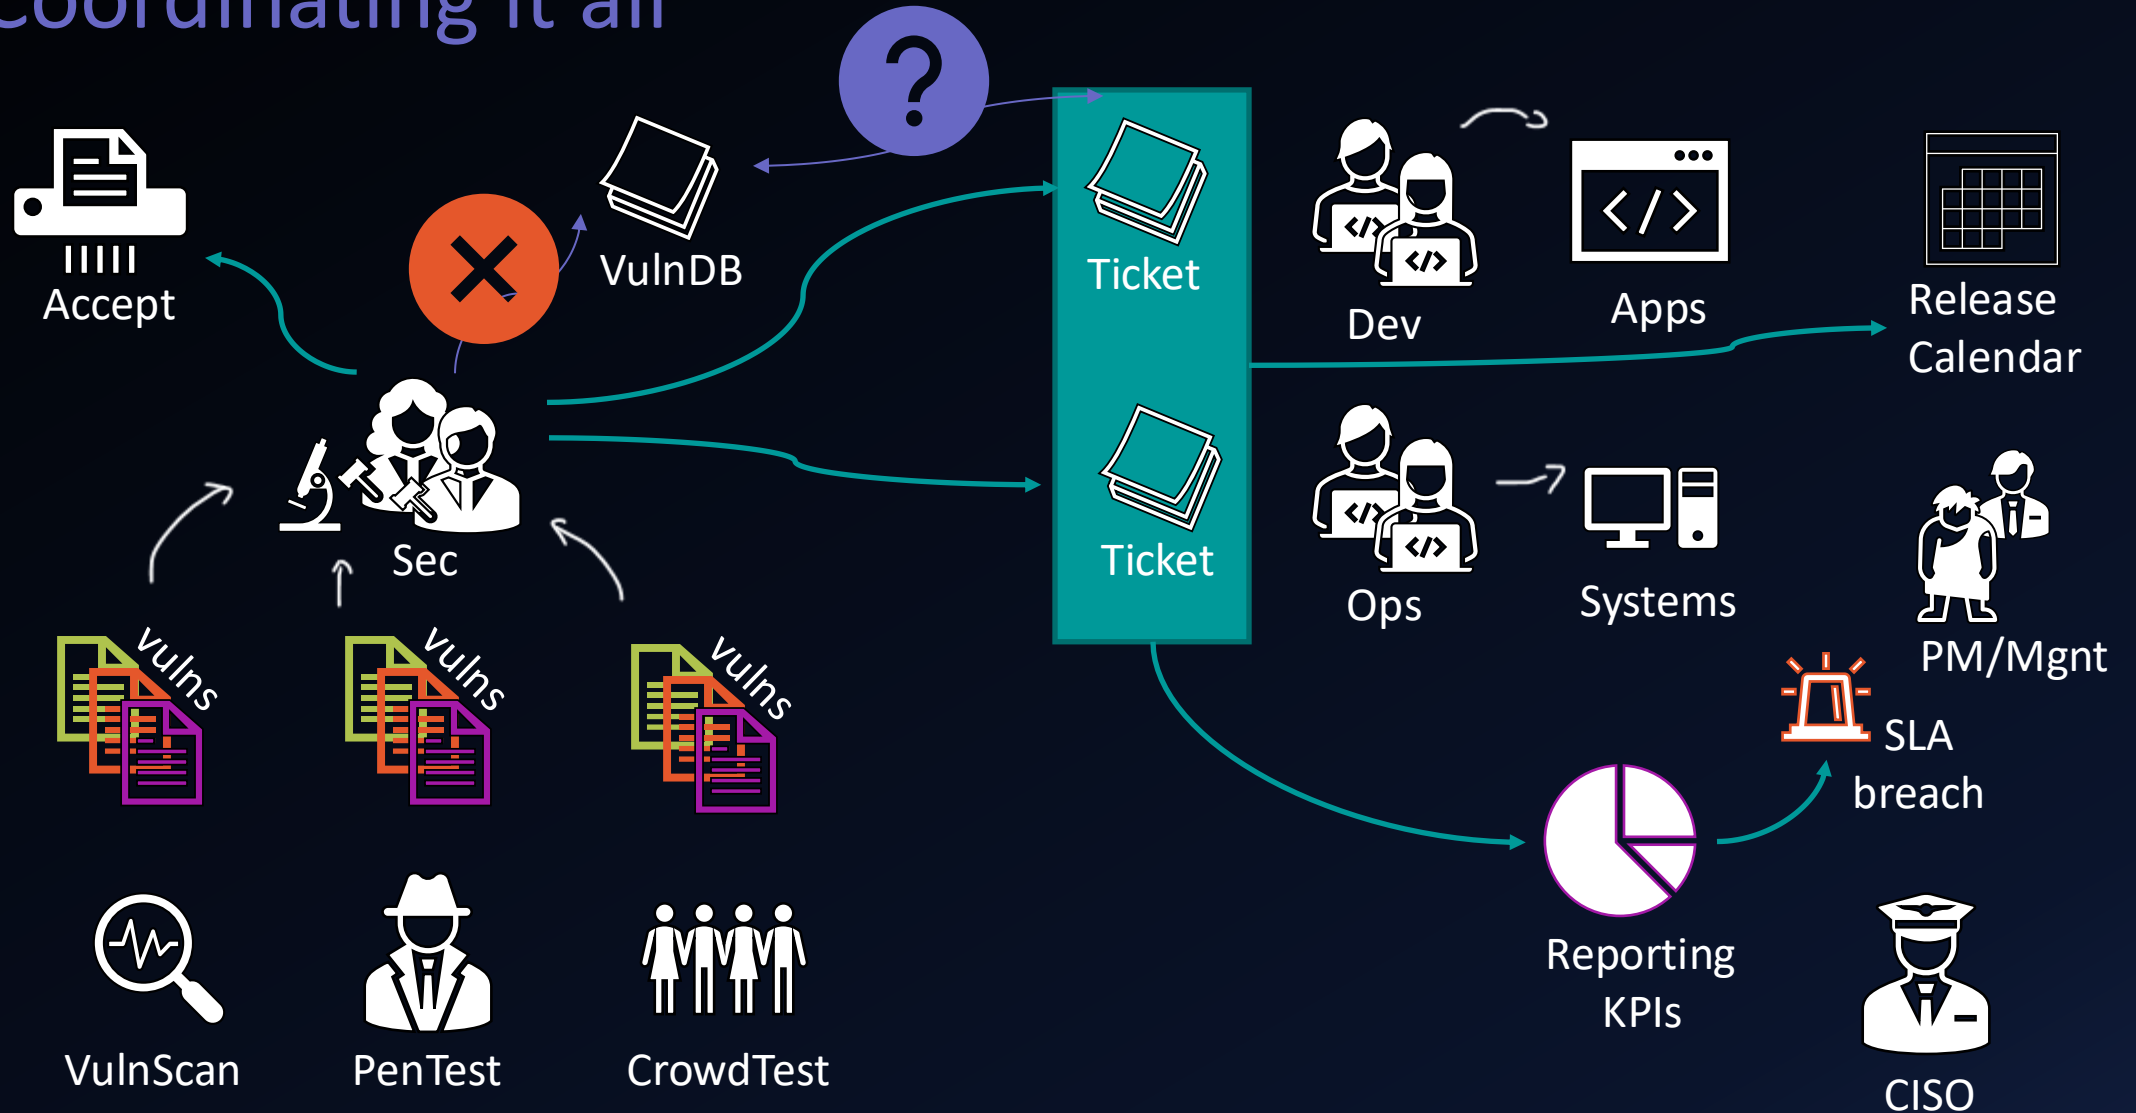 Coordinating it all
?
Accept
VulnDB
Ticket
</>
</>
Dev
</>
Apps
Release
Calendar
Sec
Ticket
</>
</>
Ops
Systems
PM/Mgnt
vulns
vulns
vulns
SLA
breach
Reporting
KPIs
VulnScan
PenTest
CrowdTest
CISO